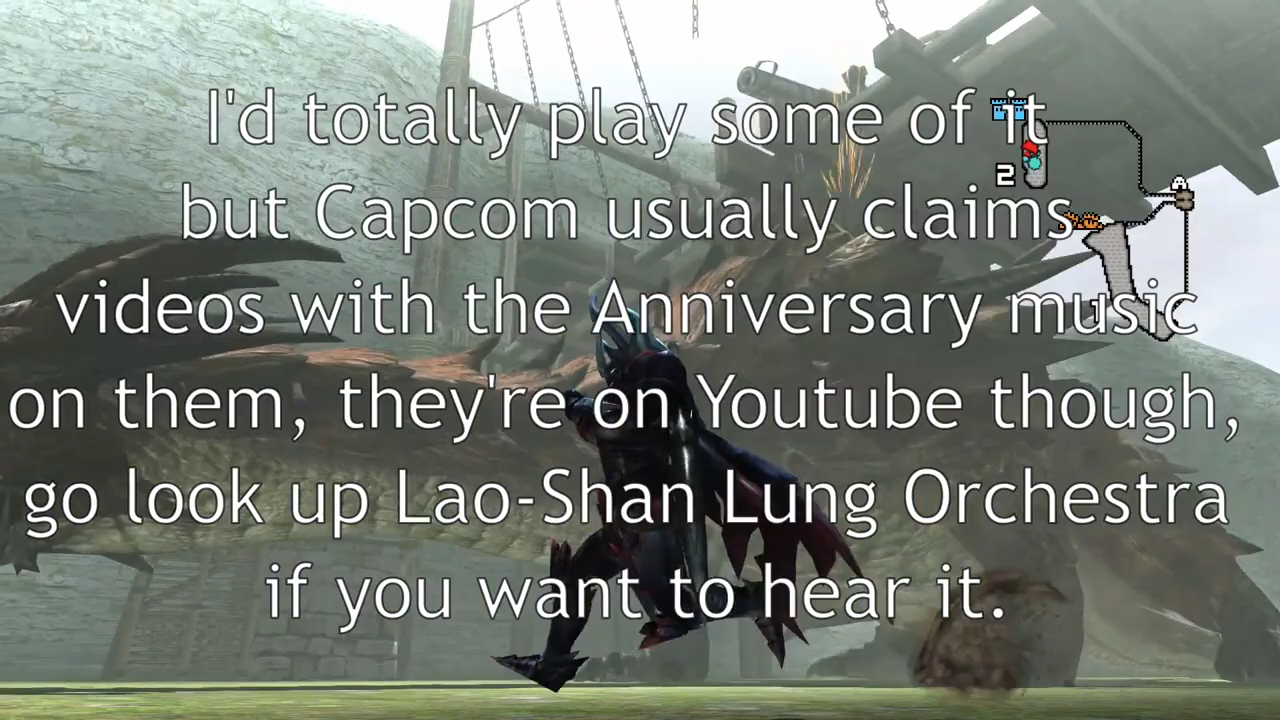 I'd totally play some of it
2
but Capcom usually claims
videos with the Anniversary music
on them, they're on Youtube though,
go look up Lao-Shan Lung Orchestra
if you want to hear it.